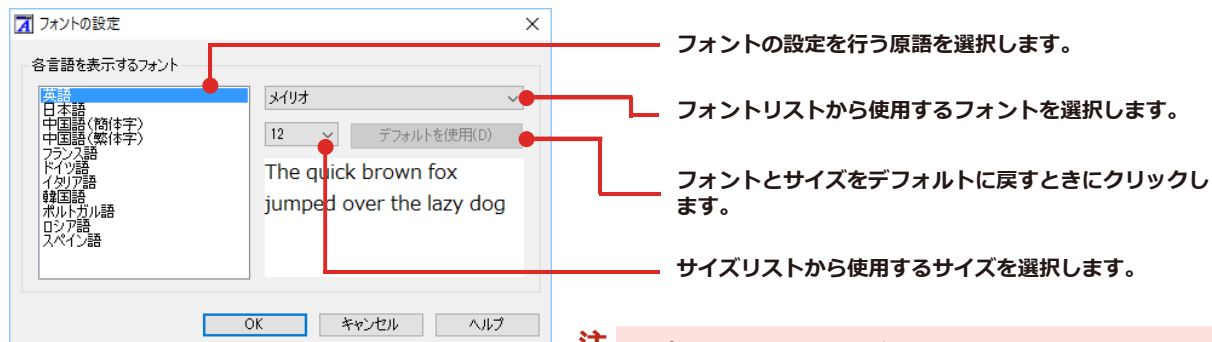 フォントの設定
各言語を表示するフォント
英語
日本語
中国語(簡体字)
中国語(繁体字)
フランス語
ドイツ語
イタリア語
韓国語
ポルトガル語
ロシア語
スペイン語
メイリオ
12
デフォルトを使用(D)
The quick brown fox
jumped over the lazy dog
OK
キャンセル
ヘルプ
フォントの設定を行う原語を選択します。
フォントリストから使用するフォントを選択します。
フォントとサイズをデフォルトに戻すときにクリックし
ます。
サイズリストから使用するサイズを選択します。